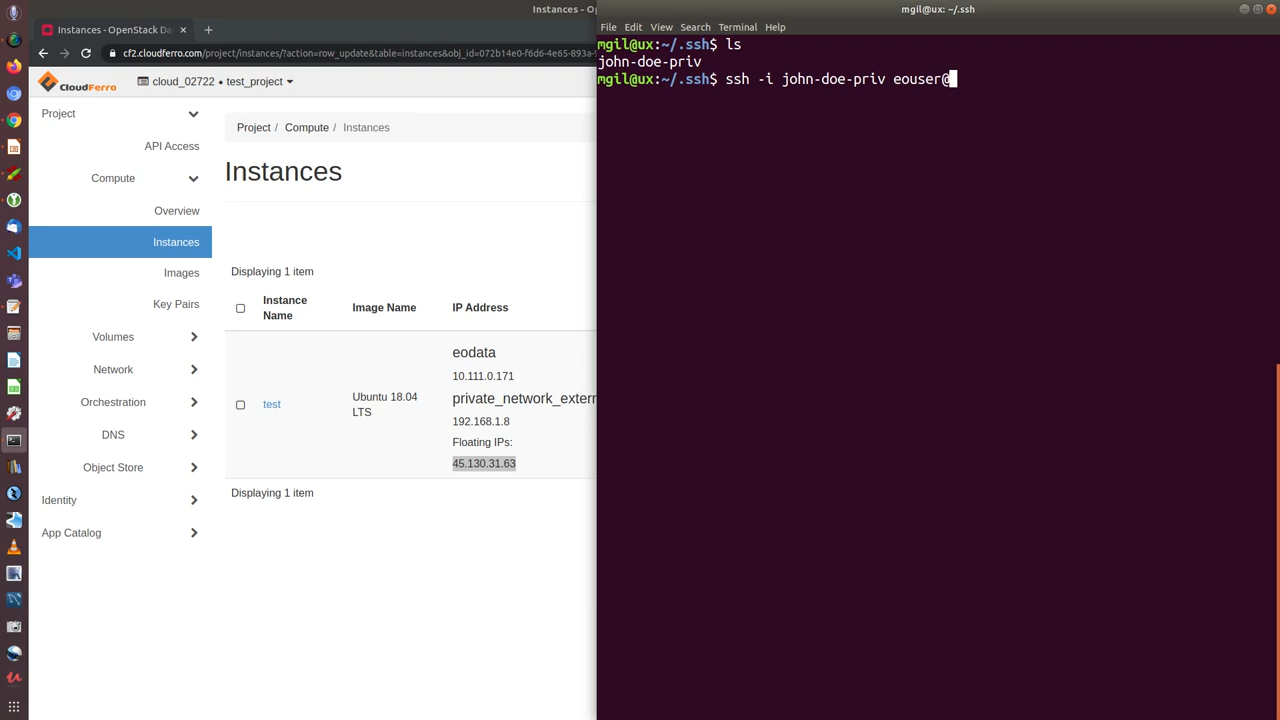 Instances - O
mgil@ux: ~/.ssh
Instances - OpenStack Da
cf2.cloudferro.com/project/instances/?action=row_update&table=instances&obj_id=072b14e0-f6d6-4e65-893a-9
CloudFerro
cloud_02722 • test_project
Project
API Access
Compute
Overview
Instances
Images
Key Pairs
Volumes
Network
Orchestration
DNS
Object Store
Identity
App Catalog
Project / Compute / Instances
Instances
Displaying 1 item
Instance Name
Image Name
IP Address
test
Ubuntu 18.04
LTS
eodata
10.111.0.171
private_network_extern
192.168.1.8
Floating IPs:
45.130.31.63
Displaying 1 item
File Edit View Search Terminal Help
mgil@ux:~/.ssh$ ls
john-doe-priv
mgil@ux:~/.ssh$ ssh -i john-doe-priv eouser@